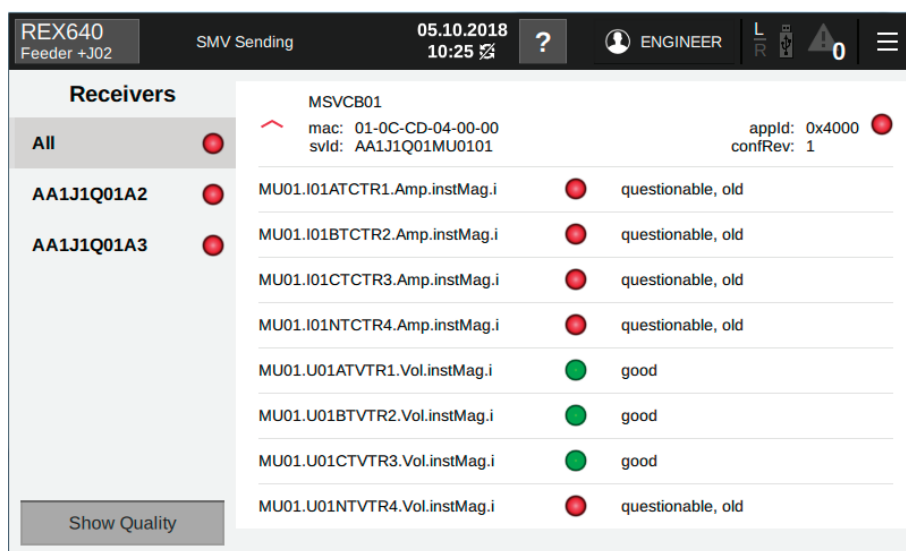 REX640
Feeder +J02
SMV Sending
05.10.2018
10:25
?
ENGINEER
L
R
0
Receivers
All
AA1J1Q01A2
AA1J1Q01A3
Show Quality
MSVCB01
mac: 01-0C-CD-04-00-00 appId: 0x4000
svId: AA1J1Q01MU0101 confRev: 1
MU01.I01ATCTR1.Amp.instMag.i questionable, old
MU01.I01BTCTR2.Amp.instMag.i questionable, old
MU01.I01CTCTR3.Amp.instMag.i questionable, old
MU01.I01NTCTR4.Amp.instMag.i questionable, old
MU01.U01ATVTR1.Vol.instMag.i good
MU01.U01BTVTR2.Vol.instMag.i good
MU01.U01CTVTR3.Vol.instMag.i good
MU01.U01NTVTR4.Vol.instMag.i questionable, old